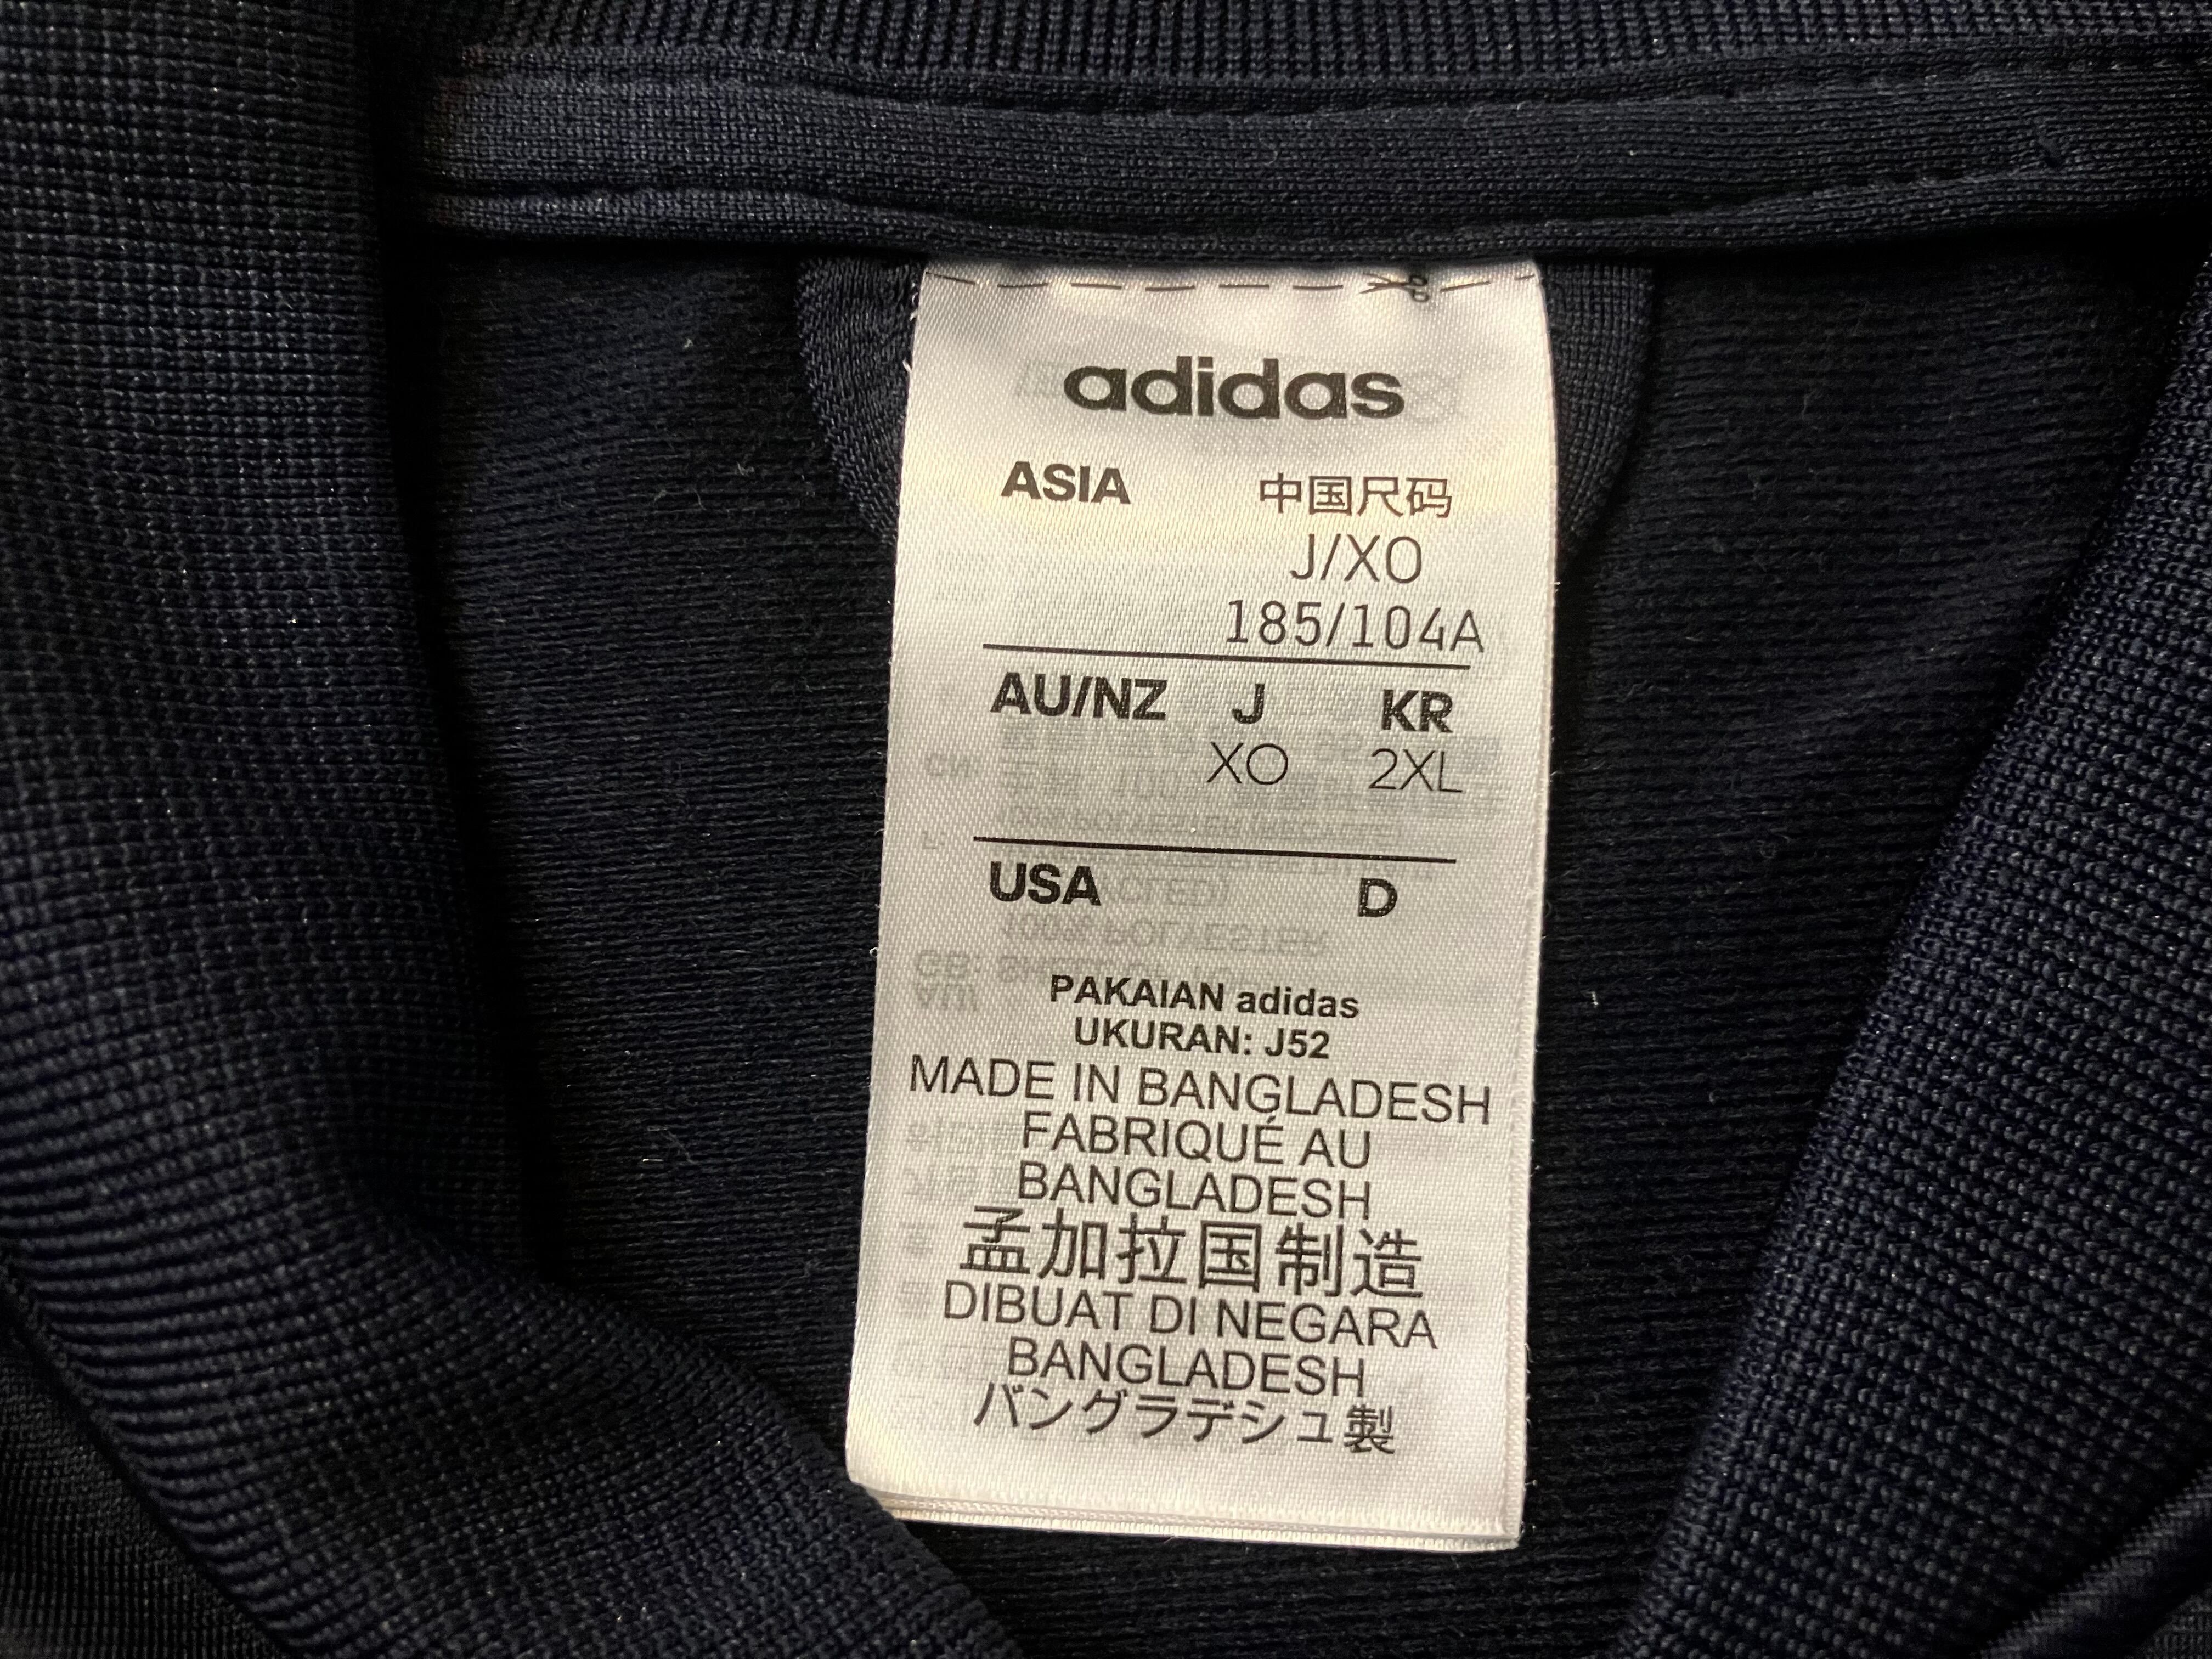 adidas
ASIA 中国尺码
J/XO
185/104A
AU/NZ J KR
XO 2XL
USA D
PAKAIAN adidas
UKURAN: J52
MADE IN BANGLADESH
FABRIQUÉ AU
BANGLADESH
孟加拉国制造
DIBUAT DI NEGARA
BANGLADESH
バングラデシュ製